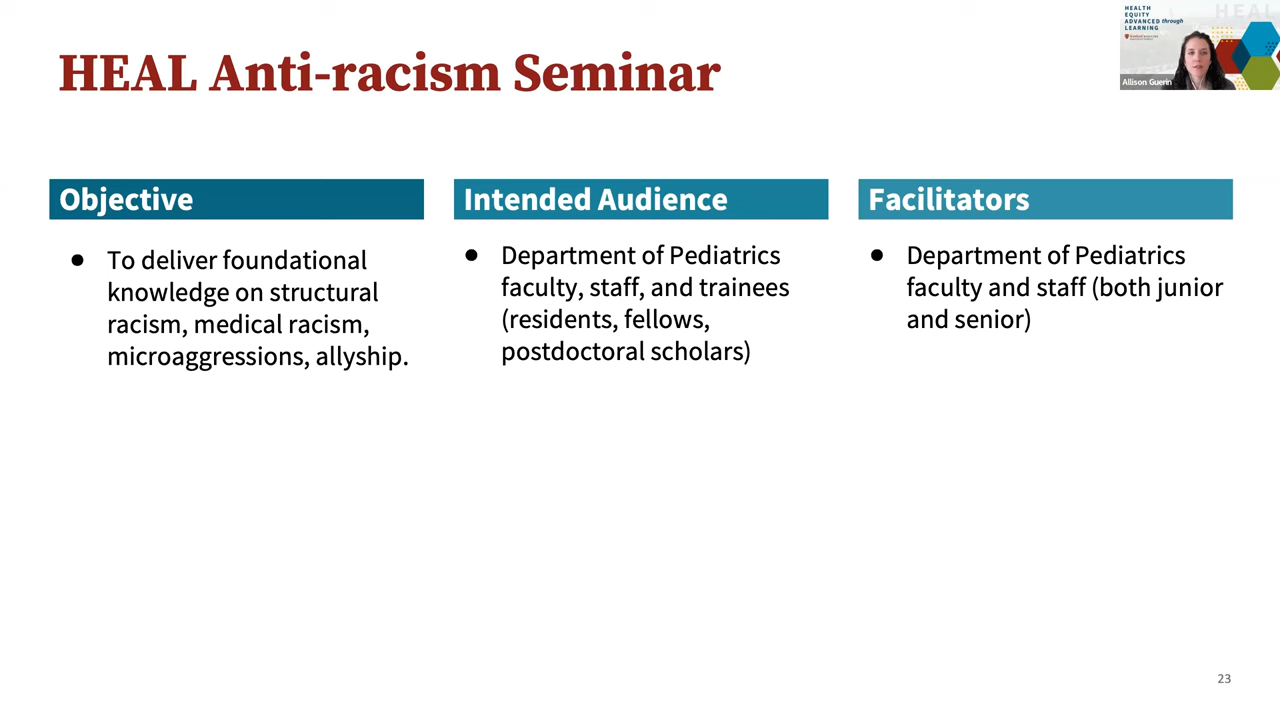 HEAL Anti-racism Seminar
HEALTH
EQUITY
ADVANCED through
LEARNING
HEAL
Allison Guerin
Objective
To deliver foundational
knowledge on structural
racism, medical racism,
microaggressions, allyship.
Intended Audience
Department of Pediatrics
faculty, staff, and trainees
(residents, fellows,
postdoctoral scholars)
Facilitators
Department of Pediatrics
faculty and staff (both junior
and senior)
23